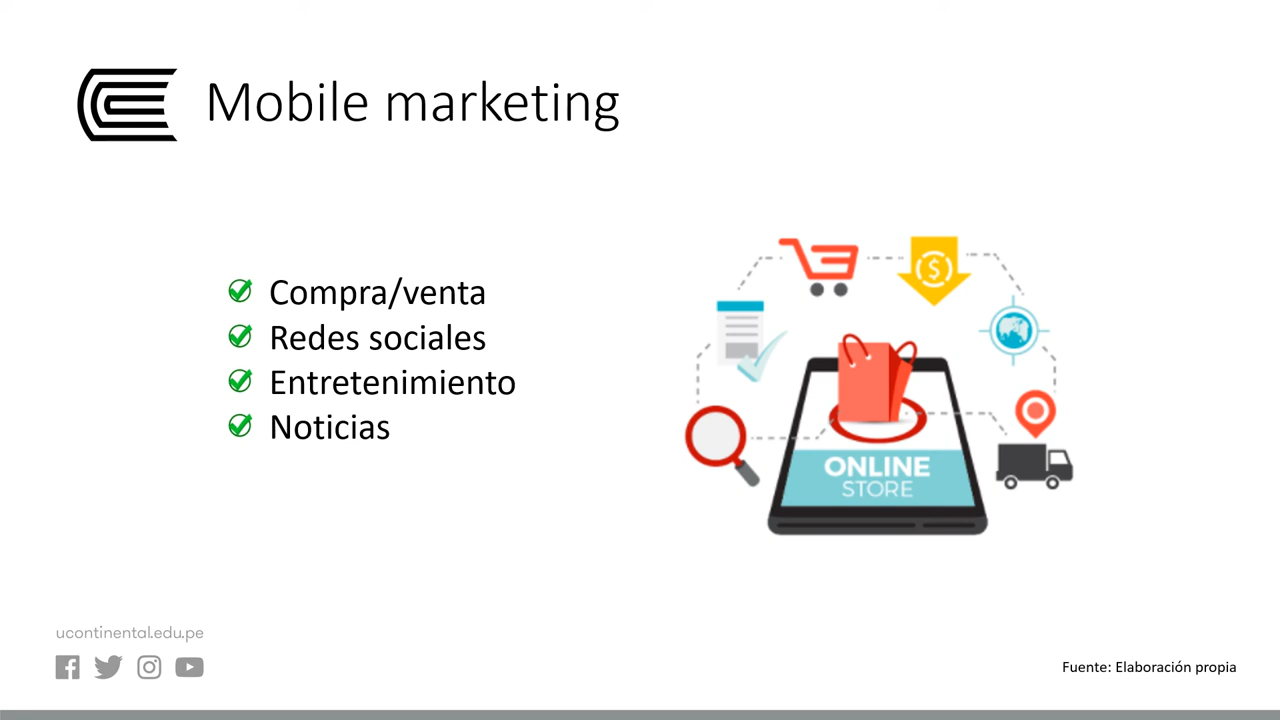 Mobile marketing
Compra/venta
Redes sociales
Entretenimiento
Noticias
ONLINE
STORE
ucontinental.edu.pe
Fuente: Elaboración propia